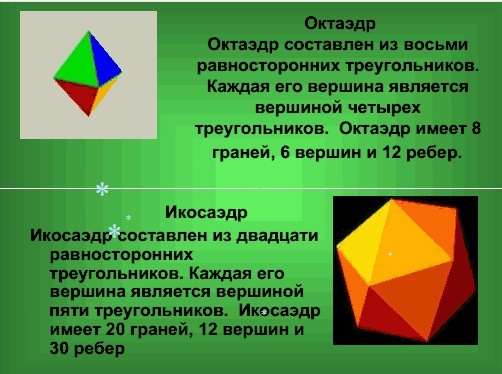 Октаэдр
Октаэдр составлен из восьми
равносторонних треугольников.
Каждая его вершина является
вершиной четырех
треугольников. Октаэдр имеет 8
граней, 6 вершин и 12 ребер.
Икосаэдр
Икосаэдр составлен из двадцати
равносторонних
треугольников. Каждая его
вершина является вершиной
пяти треугольников. Икосаэдр
имеет 20 граней, 12 вершин и
30 ребер